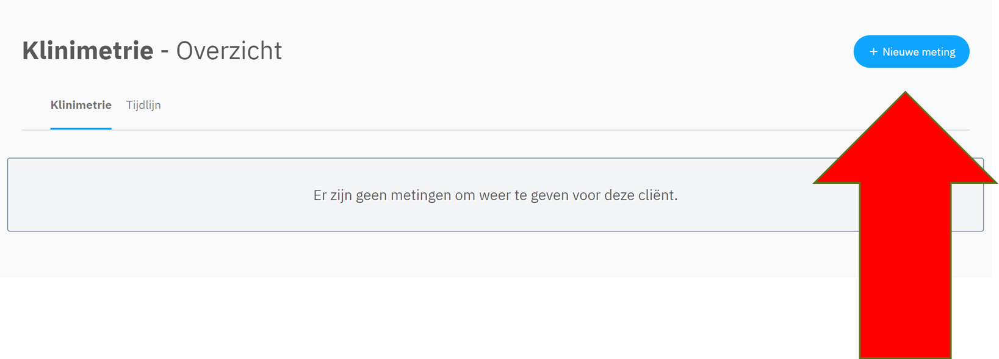 Klinimetrie - Overzicht
+ Nieuwe meting
Klinimetrie Tijdlijn
Er zijn geen metingen om weer te geven voor deze cliënt.